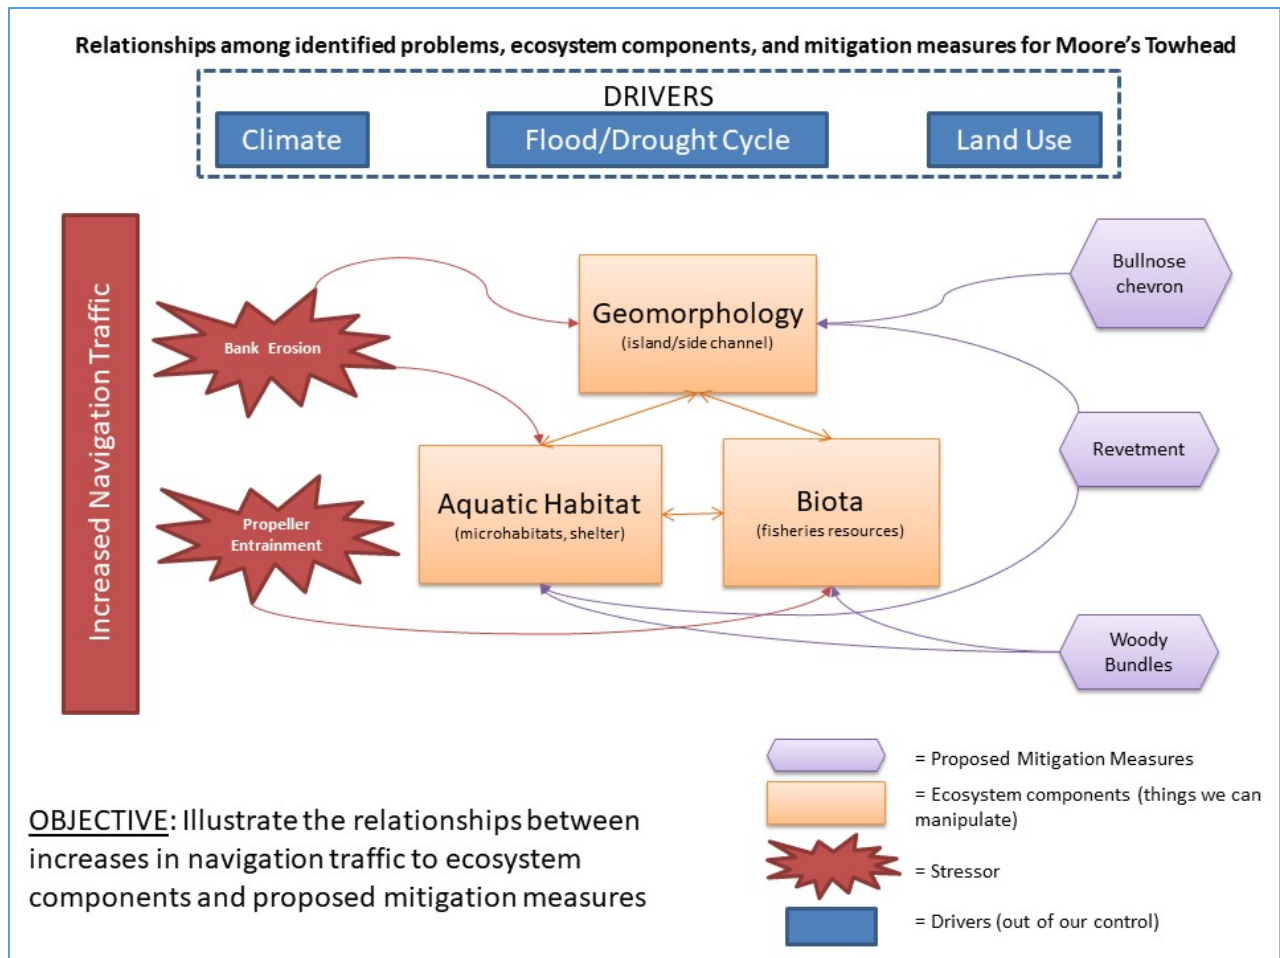 Relationships among identified problems, ecosystem components, and mitigation measures for Moore's Towhead
DRIVERS
Climate
Flood/Drought Cycle
Land Use
Increased Navigation Traffic
Bank Erosion
Propeller
Entrainment
Geomorphology
(island/side channel)
Aquatic Habitat
(microhabitats, shelter)
Biota
(fisheries resources)
Bullnose
chevron
Revetment
Woody
Bundles
= Proposed Mitigation Measures
= Ecosystem components (things we can
manipulate)
= Stressor
= Drivers (out of our control)
OBJECTIVE: Illustrate the relationships between
increases in navigation traffic to ecosystem
components and proposed mitigation measures